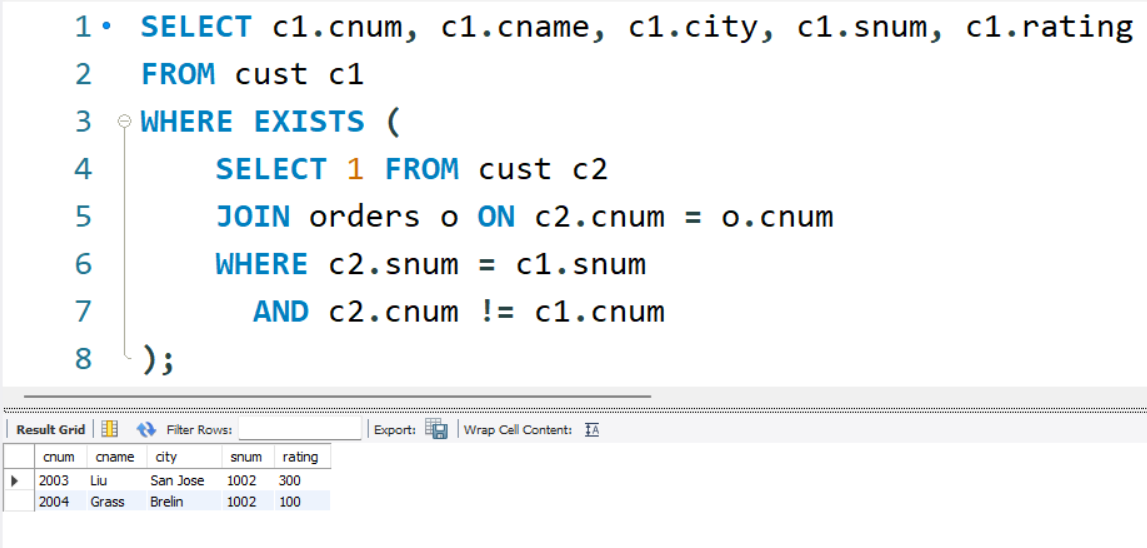 1 SELECT c1.cnum, c1.cname, c1.city, c1.snum, c1.rating
2 FROM cust c1
3 WHERE EXISTS (
4 SELECT 1 FROM cust c2
5 JOIN orders o ON c2.cnum = o.cnum
6 WHERE c2.snum = c1.snum
7 AND c2.cnum != c1.cnum
8 );
Result Grid Filter Rows: Export: Wrap Cell Content: IA
cnum cname city snum rating
2003 Liu San Jose 1002 300
2004 Grass Brelin 1002 100